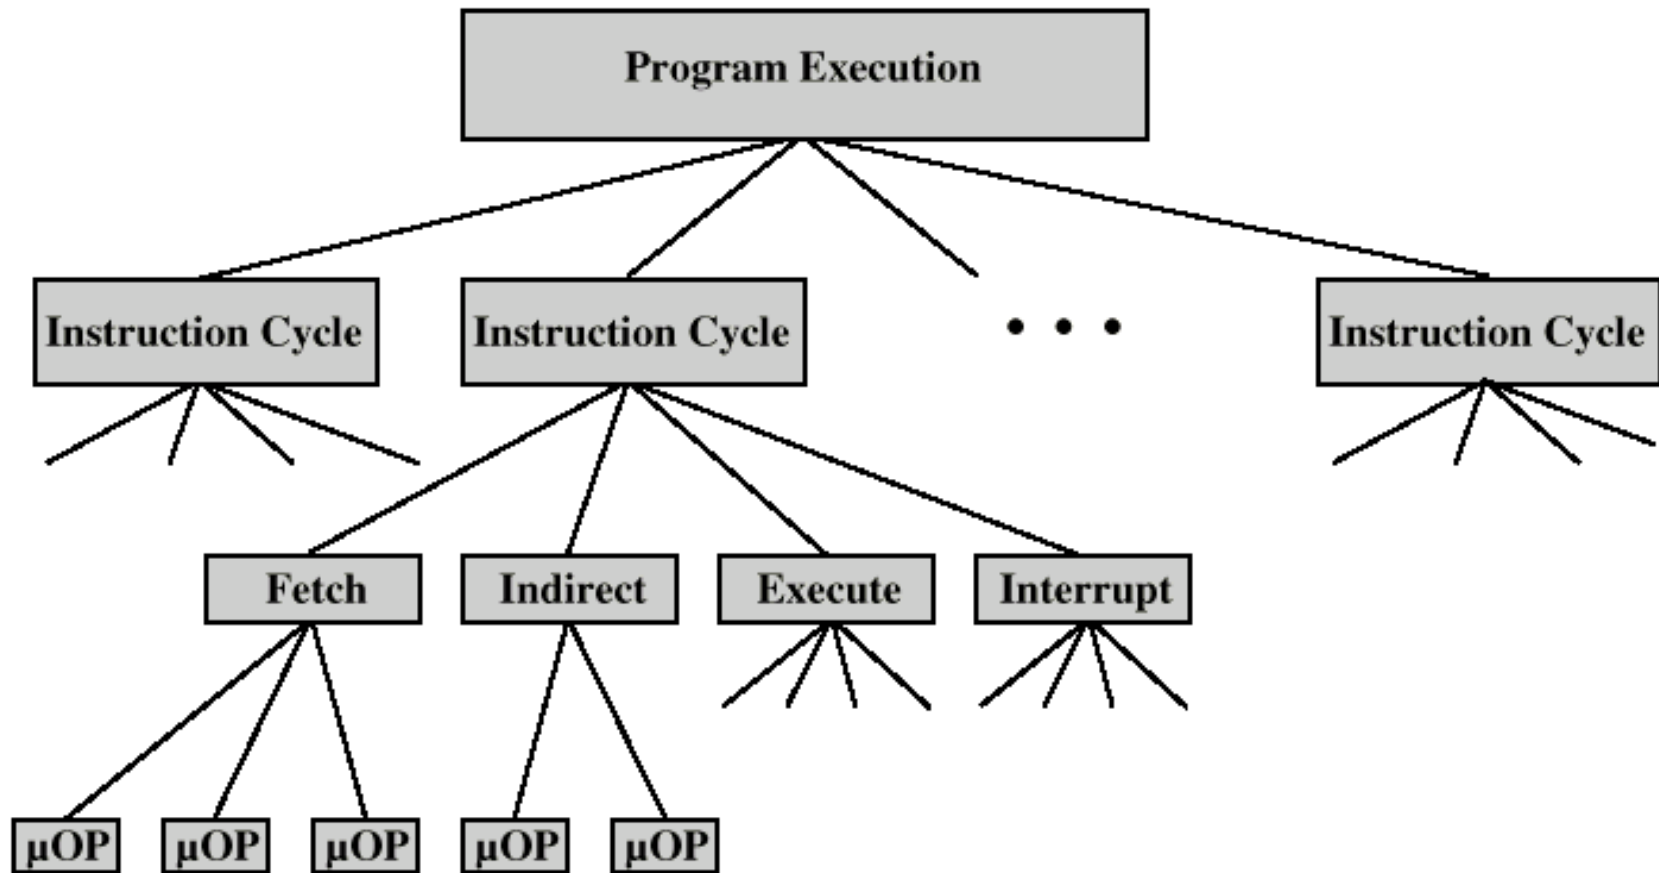 Program Execution
Instruction Cycle
Instruction Cycle
• • •
Instruction Cycle
Fetch
Indirect
Execute
Interrupt
µOP
µOP
µOP
µOP
µOP